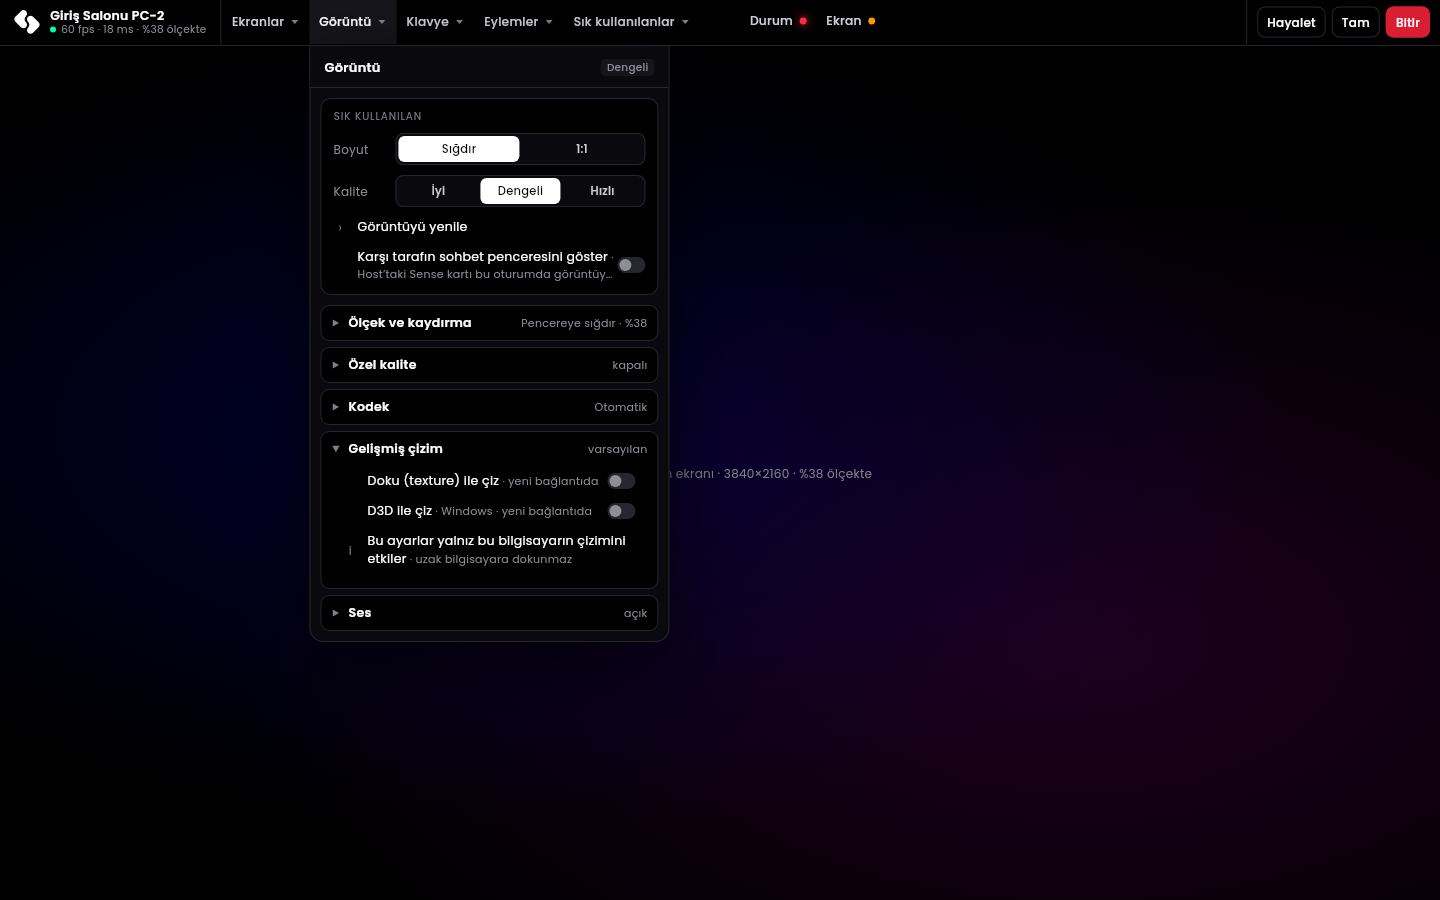 Giriş Salonu PC-2
60 fps · 18 ms · %38 ölçekte
Ekranlar
Görüntü
Klavye
Eylemler
Sık kullanılanlar
Durum
Ekran
Hayalet
Tam
Bitir
Görüntü
Dengeli
SIK KULLANILAN
Boyut
Sığdır
1:1
Kalite
İyi
Dengeli
Hızlı
Görüntüyü yenile
Karşı tarafın sohbet penceresini göster ·
Host'taki Sense kartı bu oturumda görüntüy…
Ölçek ve kaydırma
Pencereye sığdır · %38
Özel kalite
kapalı
Kodek
Otomatik
Gelişmiş çizim
varsayılan
Doku (texture) ile çiz · yeni bağlantıda
D3D ile çiz · Windows · yeni bağlantıda
i
Bu ayarlar yalnız bu bilgisayarın çizimini
etkiler · uzak bilgisayara dokunmaz
Ses
açık
ekranı · 3840×2160 · %38 ölçekte